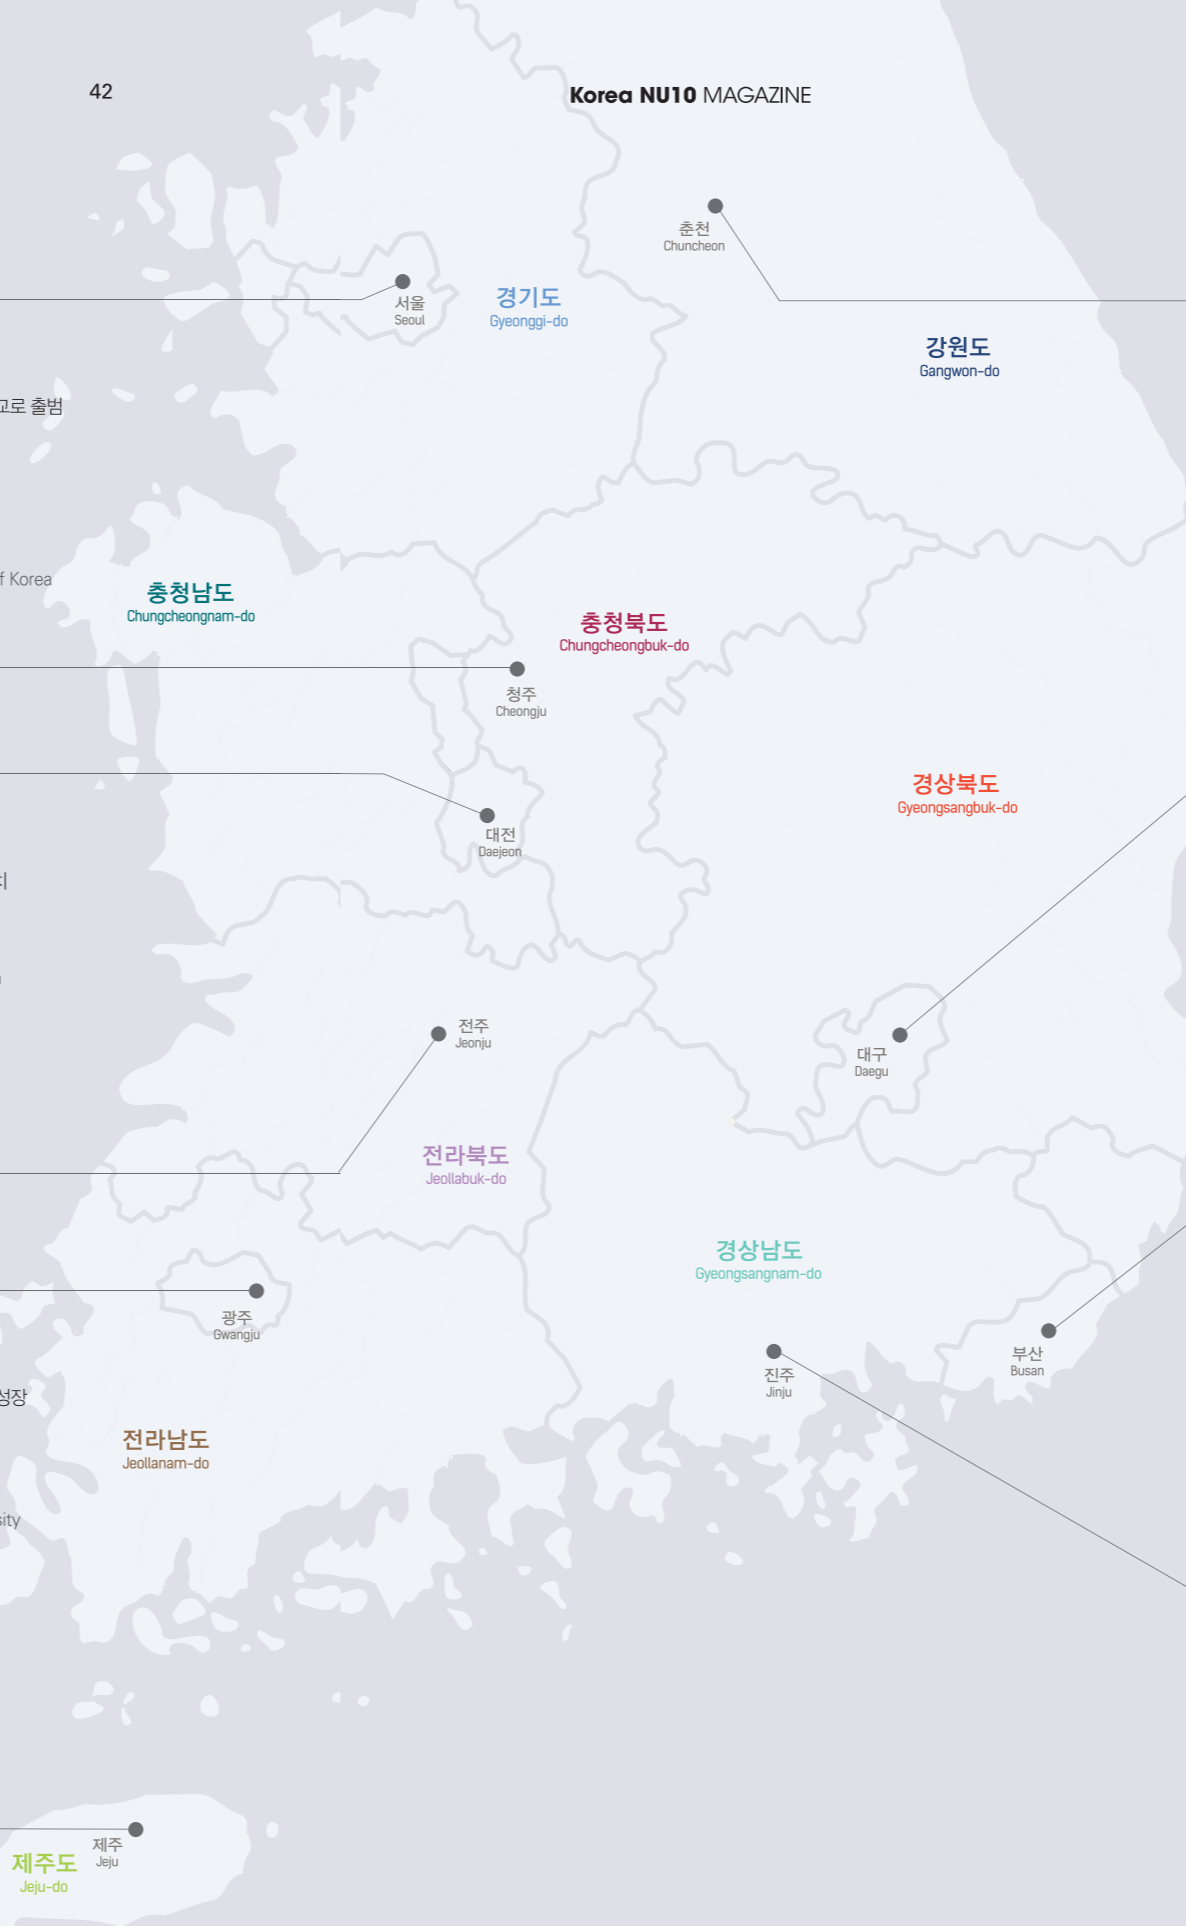 42
Korea NU10 MAGAZINE
춘천
Chuncheon
서울
Seoul
경기도
Gyeonggi-do
강원도
Gangwon-do
교로 출범
f Korea
충청남도
Chungcheongnam-do
충청북도
Chungcheongbuk-do
청주
Cheongju
경상북도
Gyeongsangbuk-do
대전
Daejeon
전주
Jeonju
대구
Daegu
전라북도
Jeollabuk-do
경상남도
Gyeongsangnam-do
광주
Gwangju
부산
Busan
진주
Jinju
성장
전라남도
Jeollanam-do
sity
제주
Jeju
제주도
Jeju-do